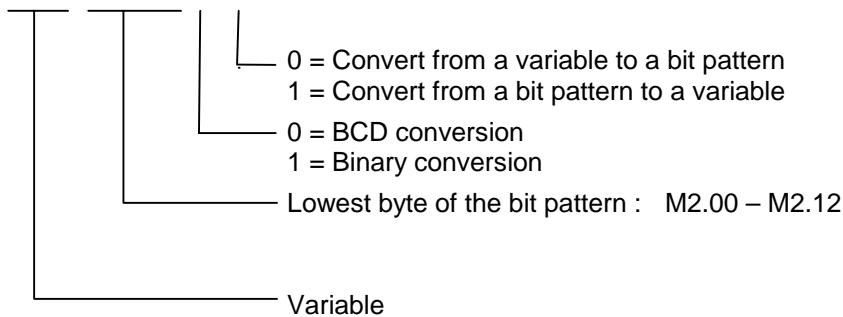 0 = Convert from a variable to a bit pattern
1 = Convert from a bit pattern to a variable
0 = BCD conversion
1 = Binary conversion
Lowest byte of the bit pattern : M2.00 – M2.12
Variable